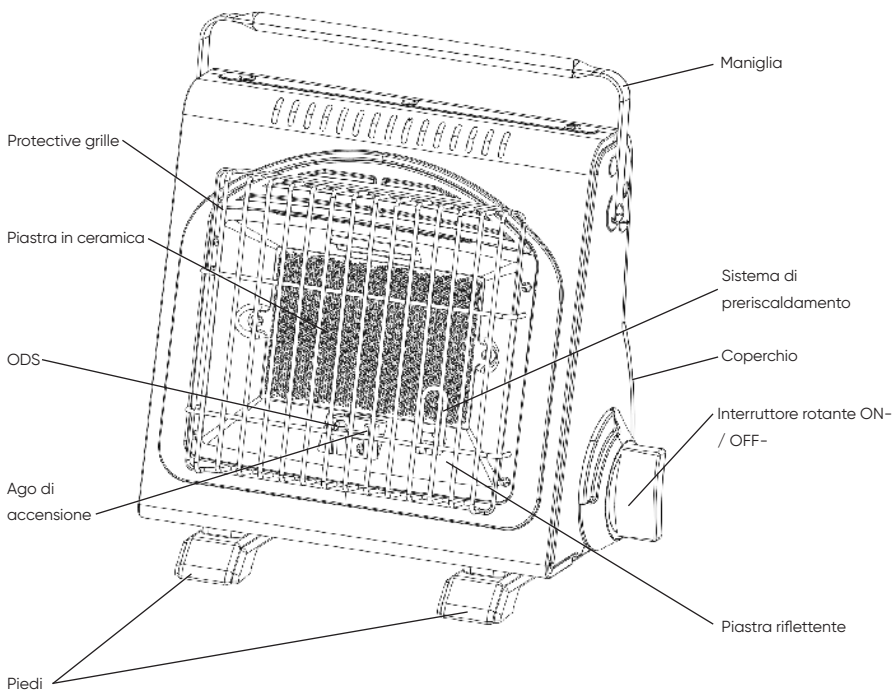 Maniglia
Protective grille
Piastra in ceramica
Sistema di
preriscaldamento
ODS
Coperchio
Interruttore rotante ON-
/ OFF-
Ago di
accensione
Piastra riflettente
Piedi